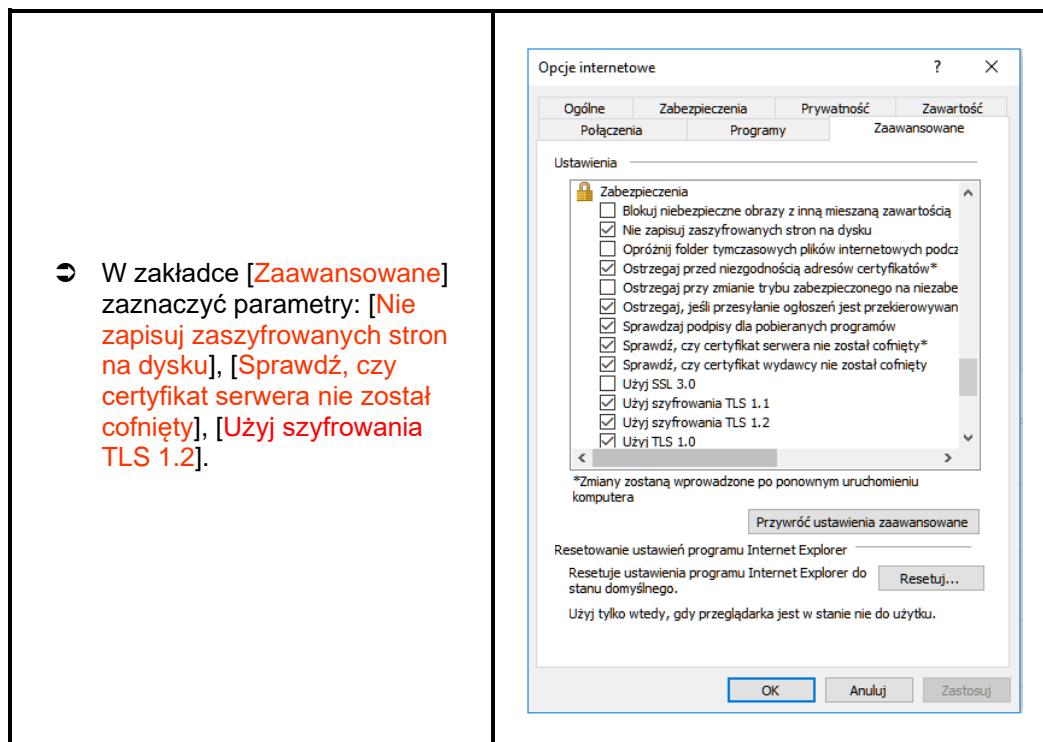 ➲ W zakładce [Zaawansowane]
zaznaczyć parametry: [Nie
zapisuj zaszyfrowanych stron
na dysku], [Sprawdź, czy
certyfikat serwera nie został
cofnięty], [Użyj szyfrowania
TLS 1.2].
Opcje internetowe ? ×
Ogólne Zabezpieczenia Prywatność Zawartość
Połączenia Programy Zaawansowane
Ustawienia
Zabezpieczenia
Blokuj niebezpieczne obrazy z inną mieszaną zawartością
Nie zapisuj zaszyfrowanych stron na dysku
Opróżnij folder tymczasowych plików internetowych podcz
Ostrzegaj przed niezgodnością adresów certyfikatów*
Ostrzegaj przy zmianie trybu zabezpieczonego na niezabe
Ostrzegaj, jeśli przesyłanie ogłoszeń jest przekierowywan
Sprawdzaj podpisy dla pobieranych programów
Sprawdź, czy certyfikat serwera nie został cofnięty*
Sprawdź, czy certyfikat wydawcy nie został cofnięty
Użyj SSL 3.0
Użyj szyfrowania TLS 1.1
Użyj szyfrowania TLS 1.2
Użyj TLS 1.0
*Zmiany zostaną wprowadzone po ponownym uruchomieniu
komputera
Przywróć ustawienia zaawansowane
Resetowanie ustawień programu Internet Explorer
Resetuje ustawienia programu Internet Explorer do
stanu domyślnego.
Resetuj...
Użyj tylko wtedy, gdy przeglądarka jest w stanie nie do użytku.
OK Anuluj Zastosuj